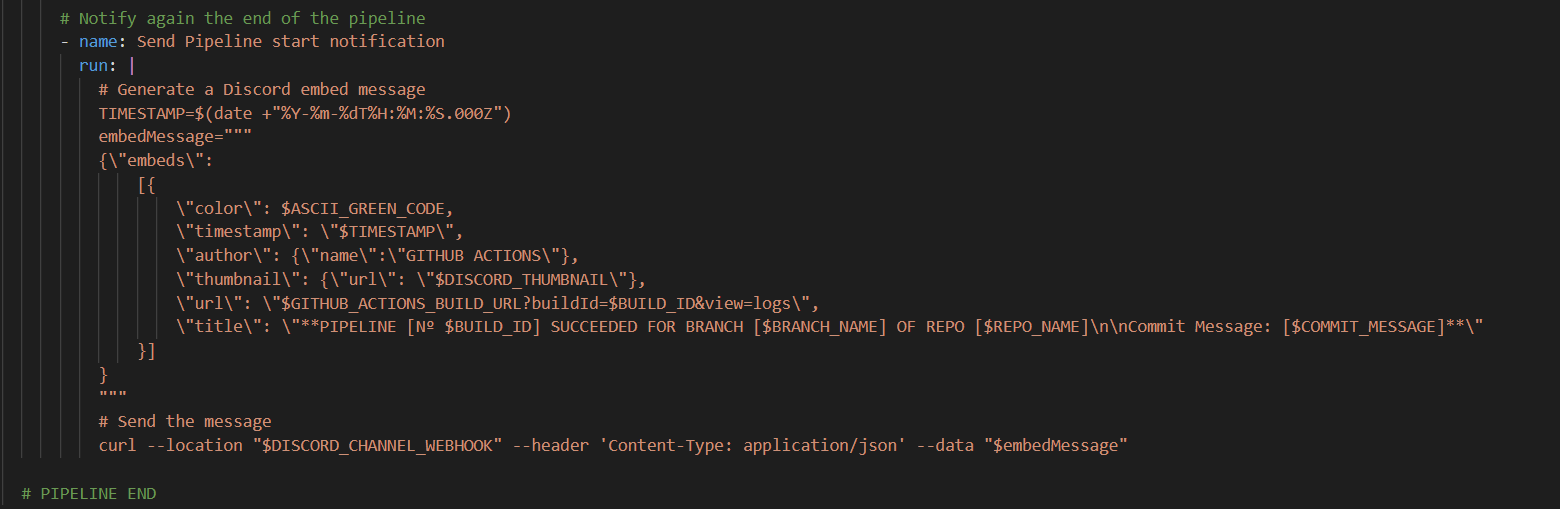 # Notify again the end of the pipeline
- name: Send Pipeline start notification
run: |
# Generate a Discord embed message
TIMESTAMP=$(date +"%Y-%m-%dT%H:%M:%S.000Z")
embedMessage="""
{\"embeds\":
[{
\"color\": $ASCII_GREEN_CODE,
\"timestamp\": \"$TIMESTAMP\",
\"author\": {\"name\":\"GITHUB ACTIONS\"},
\"thumbnail\": {\"url\": \"$DISCORD_THUMBNAIL\"},
\"url\": \"$GITHUB_ACTIONS_BUILD_URL?buildId=$BUILD_ID&view=logs\",
\"title\": \"**PIPELINE [Nº $BUILD_ID] SUCCEEDED FOR BRANCH [$BRANCH_NAME] OF REPO [$REPO_NAME]\n\nCommit Message: [$COMMIT_MESSAGE]**\"
}]
}
"""
# Send the message
curl --location "$DISCORD_CHANNEL_WEBHOOK" --header 'Content-Type: application/json' --data "$embedMessage"
# PIPELINE END